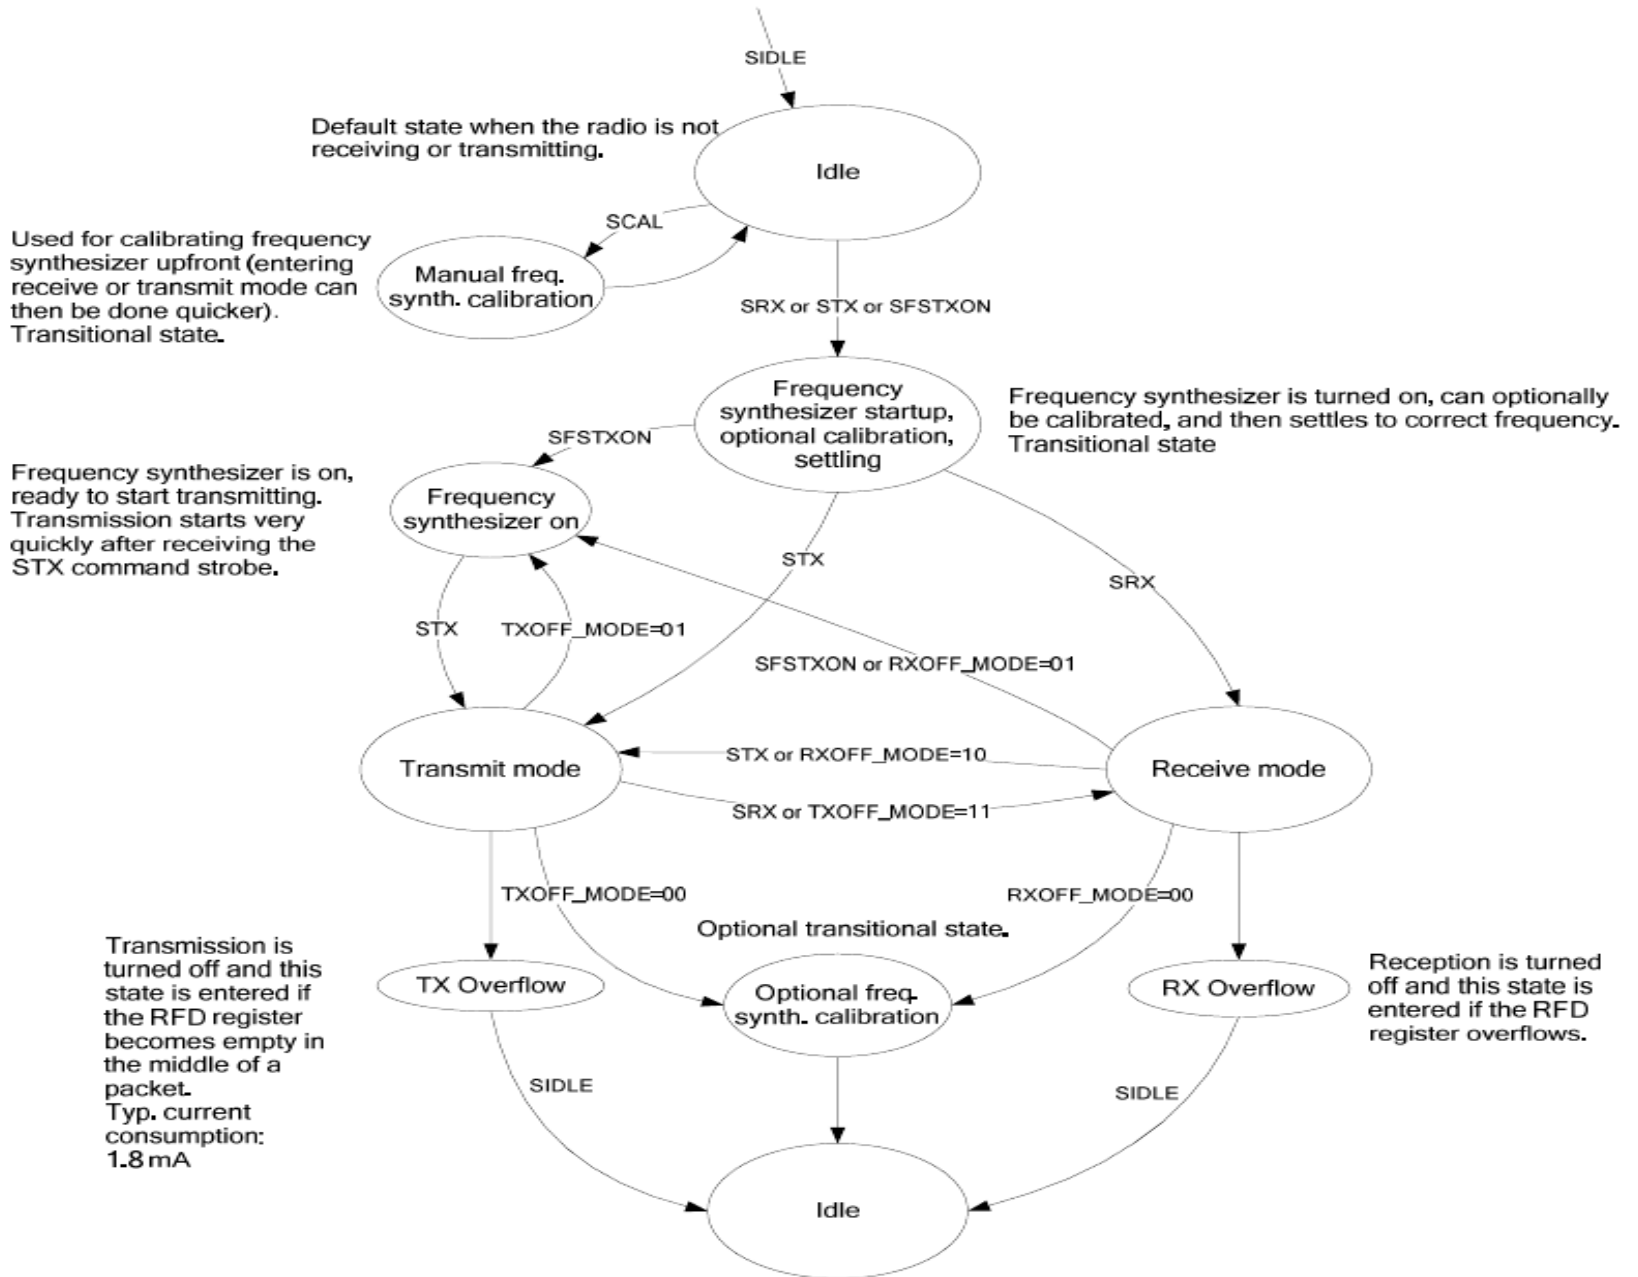 SIDLE
Default state when the radio is not
receiving or transmitting.
Idle
SCAL
Used for calibrating frequency
synthesizer upfront (entering
receive or transmit mode can
then be done quicker).
Transitional state.
Manual freq.
synth. calibration
SRX or STX or SFSTXON
Frequency
synthesizer startup,
optional calibration,
settling
Frequency synthesizer is turned on, can optionally
be calibrated, and then settles to correct frequency.
Transitional state
SFSTXON
Frequency synthesizer is on,
ready to start transmitting.
Transmission starts very
quickly after receiving the
STX command strobe.
Frequency
synthesizer on
STX
SRX
STX
TXOFF_MODE=01
SFSTXON or RXOFF_MODE=01
Transmit mode
STX or RXOFF_MODE=10
Receive mode
SRX or TXOFF_MODE=11
TXOFF_MODE=00
RXOFF_MODE=00
Optional transitional state.
Transmission is
turned off and this
state is entered if
the RFD register
becomes empty in
the middle of a
packet.
Typ. current
consumption:
1.8 mA
TX Overflow
Optional freq.
synth. calibration
RX Overflow
Reception is turned
off and this state is
entered if the RFD
register overflows.
SIDLE
SIDLE
Idle